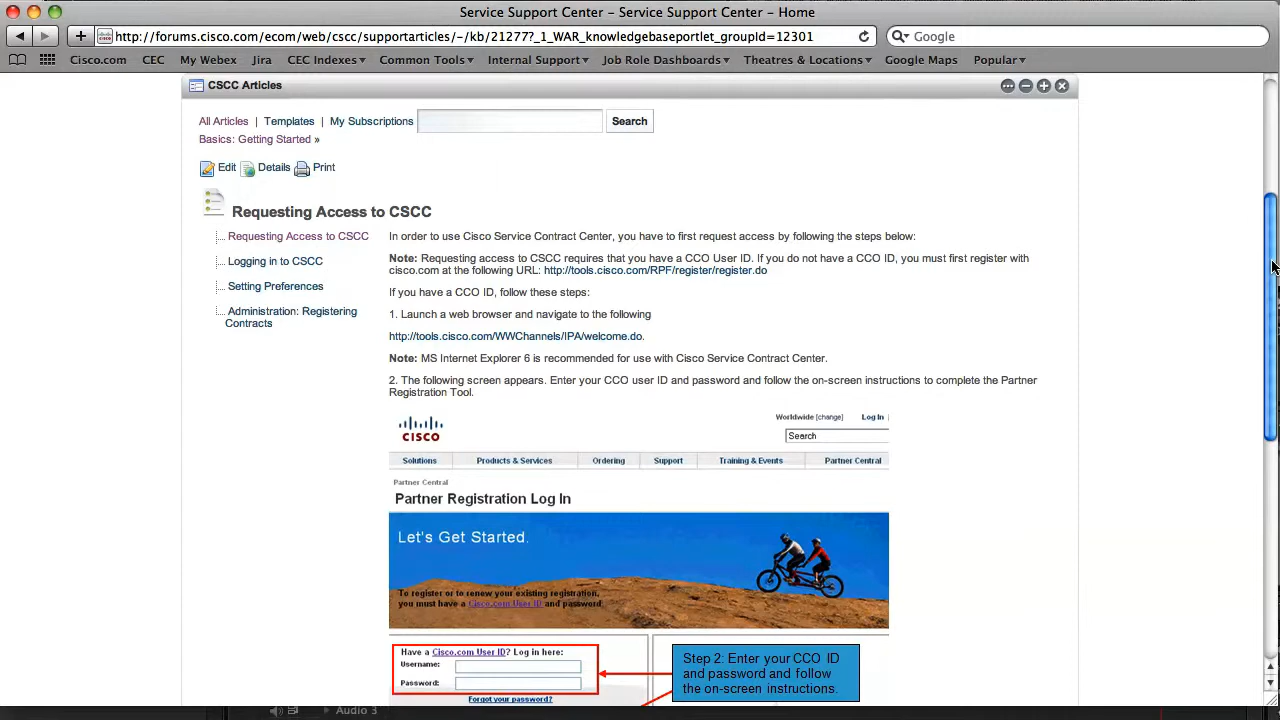 Service Support Center – Service Support Center – Home
http://forums.cisco.com/ecom/web/cscc/supportarticles/-/kb/21277?_1_WAR_knowledgebaseportlet_groupId=12301
Google
Cisco.com CEC My Webex Jira CEC Indexes Common Tools Internal Support Job Role Dashboards Theatres & Locations Google Maps Popular
CSCC Articles
All Articles | Templates | My Subscriptions Search
Basics: Getting Started »
Edit Details Print
Requesting Access to CSCC
Requesting Access to CSCC
Logging in to CSCC
Setting Preferences
Administration: Registering
Contracts
In order to use Cisco Service Contract Center, you have to first request access by following the steps below:
Note: Requesting access to CSCC requires that you have a CCO User ID. If you do not have a CCO ID, you must first register with
cisco.com at the following URL: http://tools.cisco.com/RPF/register/register.do
If you have a CCO ID, follow these steps:
1. Launch a web browser and navigate to the following
http://tools.cisco.com/WWChannels/IPA/welcome.do.
Note: MS Internet Explorer 6 is recommended for use with Cisco Service Contract Center.
2. The following screen appears. Enter your CCO user ID and password and follow the on-screen instructions to complete the Partner
Registration Tool.
CISCO
Worldwide [change] Log In |
Search
Solutions Products & Services Ordering Support Training & Events Partner Central
Partner Central
Partner Registration Log In
Let's Get Started.
To register or to renew your existing registration,
you must have a Cisco.com User ID and password
Have a Cisco.com User ID? Log in here:
Username:
Password:
Forgot your password?
Step 2: Enter your CCO ID
and password and follow
the on-screen instructions.
Audio 3